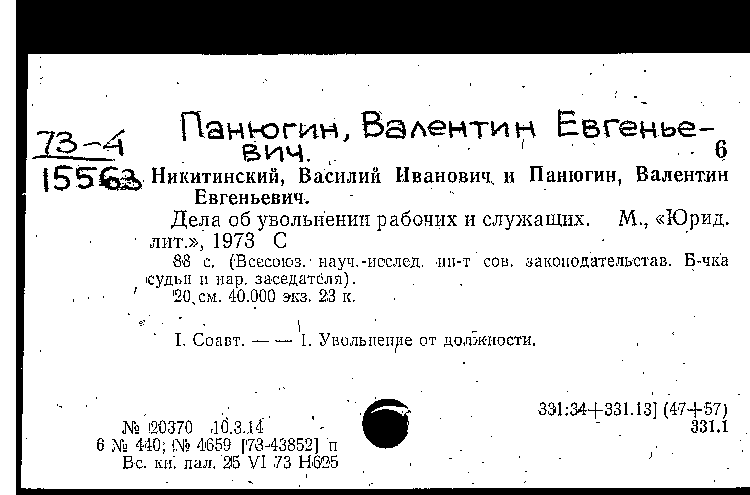 Панюгин, Валентин Евгенье-
вич.
73-4
15563
6
Никитинский, Василий Иванович и Панюгин, Валентин
Евгеньевич.
Дела об увольнении рабочих и служащих. М., «Юрид.
лит.», 1973 С
88 с. (Всесоюз. науч.-исслед. ин-т сов. законодательстав. Б-чка
судьи и нар. заседателя).
20 см. 40.000 экз. 23 к.
I. Соавт. — — 1. Увольнение от должности.
331:34+331.13] (47+57)
331.1
№ 20370 10.3.14
6 № 440; № 4659 [73-43852] п
Вс. кн. пал. 25 VI 73 Н625